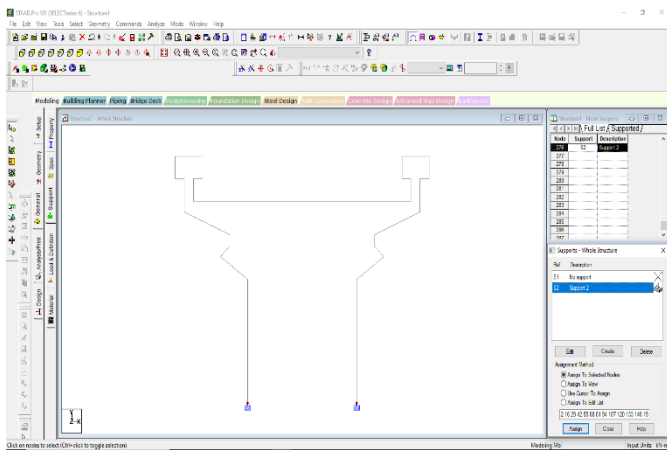 STAAD.Pro V8i (SELECTseries 6) - Structure1
File Edit View Tools Select Geometry Commands Analyze Mode Window Help
Modeling Building Planner Piping Bridge Deck Postprocessing Foundation Design Steel Design Concrete Design Advanced Slab Design
Setup
Geometry
General
Analysis/Print
Design
Property
Spec
Support
Load & Definition
Material
Structure1 - Whole Structure
Full List Supported
Node Support Description
276 S2 Support 2
277
278
279
280
281
282
283
284
285
286
Supports - Whole Structure
Ref Description
S1 No support
S2 Support 2
Edit Create Delete
Assignment Method
Assign To Selected Nodes
Assign To View
Use Cursor To Assign
Assign To Edit List
Assign Close Help
Click on nodes to select (Ctrl+click to toggle selection)
Modeling Mo
Input Units: